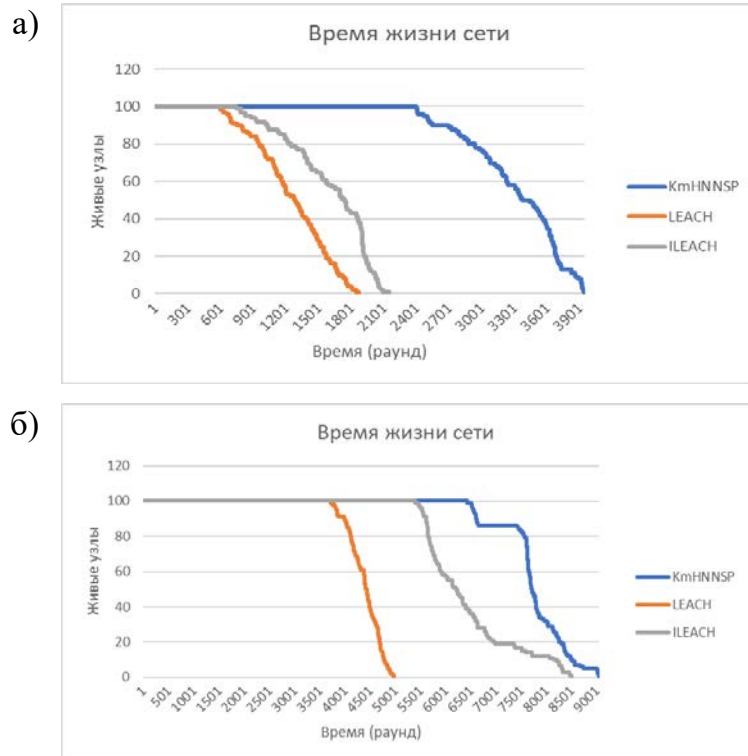 а)
Время жизни сети
120
100
80
60
40
20
0
Живые узлы
1 301 601 901 1201 1501 1801 2101 2401 2701 3001 3301 3601 3901
Время (раунд)
KmHNNSP
LEACH
ILEACH
б)
Время жизни сети
120
100
80
60
40
20
0
Живые узлы
1 501 1001 1501 2001 2501 3001 3501 4001 4501 5001 5501 6001 6501 7001 7501 8001 8501 9001
Время (раунд)
KmHNNSP
LEACH
ILEACH